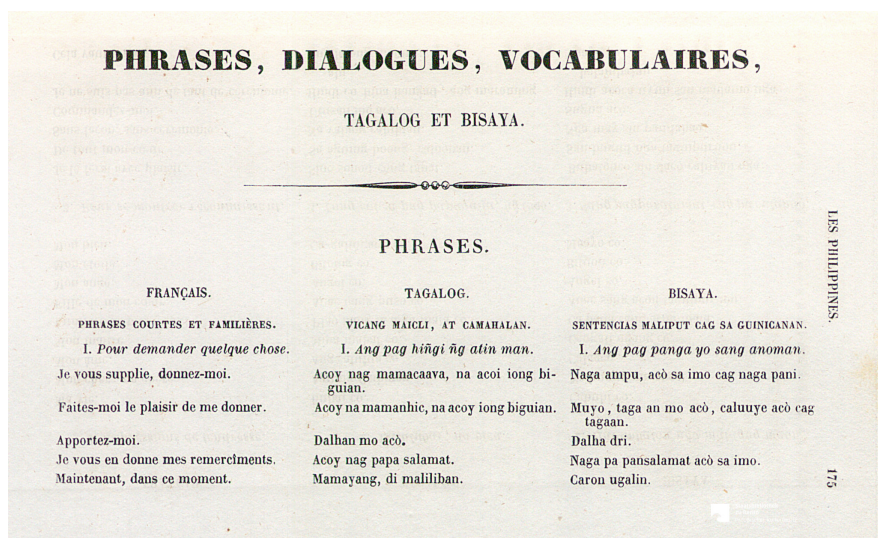 PHRASES, DIALOGUES, VOCABULAIRES,
TAGALOG ET BISAYA.
PHRASES.
FRANÇAIS.
PHRASES COURTES ET FAMILIÈRES.
I. Pour demander quelque chose.
Je vous supplie, donnez-moi.
Faites-moi le plaisir de me donner.
Apportez-moi.
Je vous en donne mes remercîments.
Maintenant, dans ce moment.
TAGALOG.
VICANG MAICLI, AT CAMAHALAN.
I. Ang pag hiñgi ñg atin man.
Acoy nag mamacaava, na acoi iong bi-
guian.
Acoy na mamanhic, na acoy iong biguian.
Dalhan mo acò.
Acoy nag papa salamat.
Mamayang, di maliliban.
BISAYA.
SENTENCIAS MALIPUT CAG SA GUINICANAN.
I. Ang pag panga yo sang anoman.
Naga ampu, acò sa imo cag naga pani.
Muyo, taga an mo acò, caluuye acò cag
tagaan.
Dalha dri.
Naga pa pansalamat acò sa imo.
Caron ugalin.
LES PHILIPPINES.
175